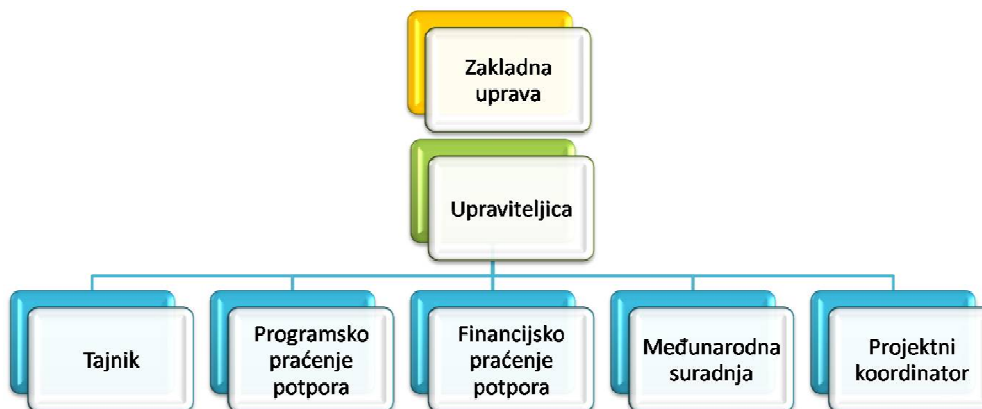 Zakladna
uprava
Upraviteljica
Tajnik
Programsko
praćenje
potpora
Financijsko
praćenje
potpora
Međunarodna
suradnja
Projektni
koordinator